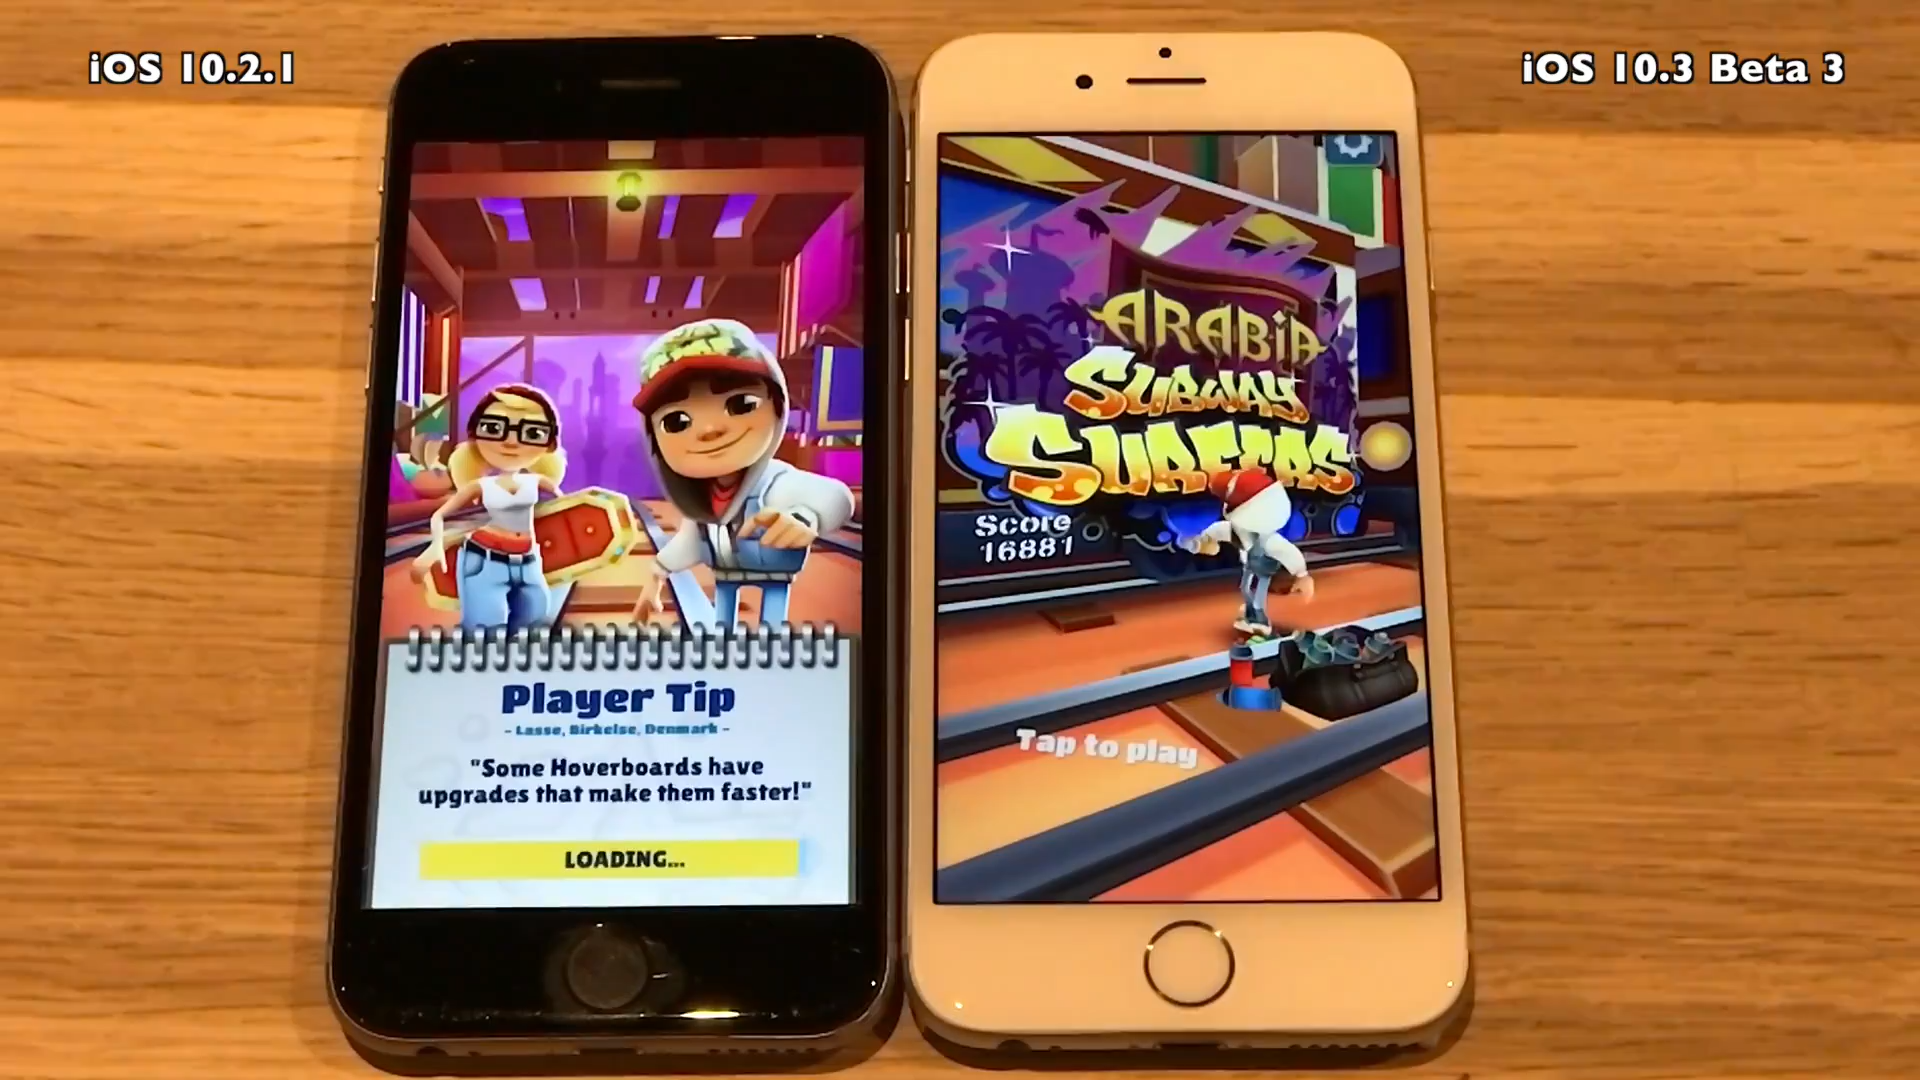 iOS 10.2.1
iOS 10.3 Beta 3
Player Tip
- Lasse, Birkelse, Denmark -
"Some Hoverboards have
upgrades that make them faster!"
LOADING...
ARABIA
SUBWAY
SURFERS
Score
16881
Tap to play